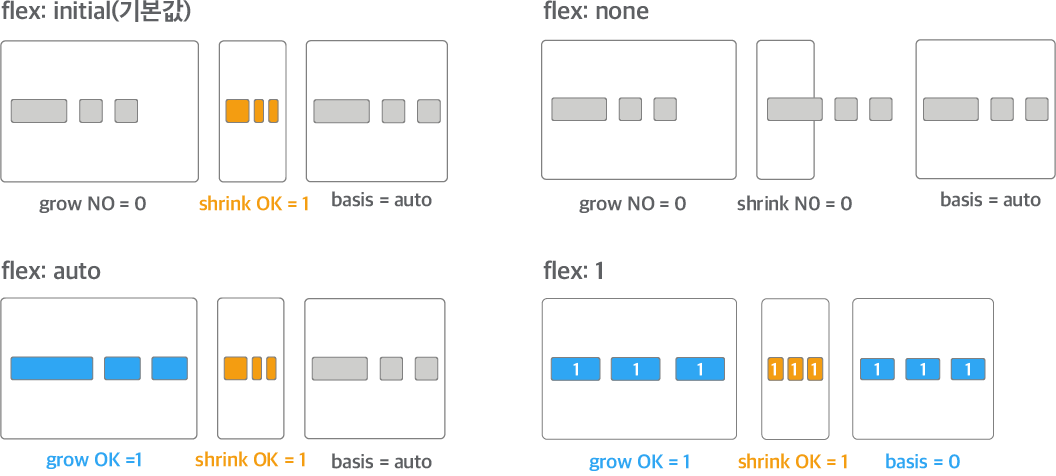 flex: initial(기본값)
grow NO = 0
shrink OK = 1
basis = auto
flex: none
grow NO = 0
shrink N0 = 0
basis = auto
flex: auto
grow OK =1
shrink OK = 1
basis = auto
flex: 1
1 1 1
1 1 1
1 1 1
grow OK = 1
shrink OK = 1
basis = 0